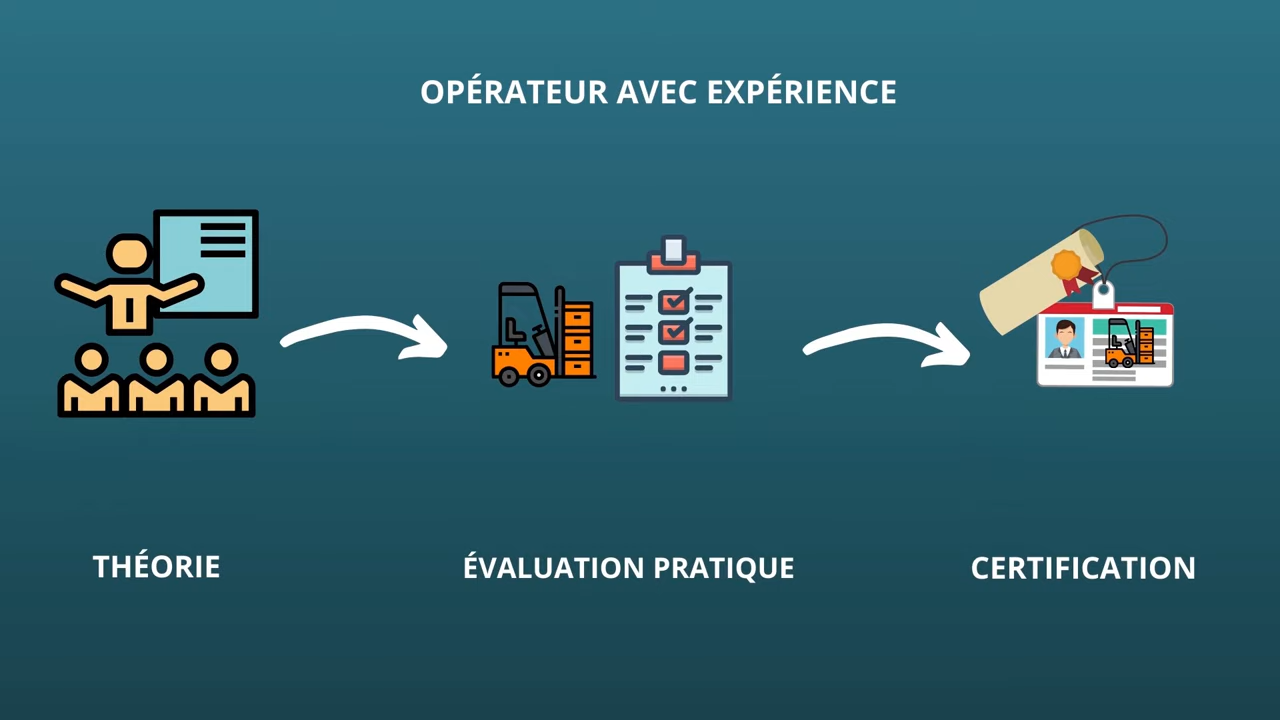 OPÉRATEUR AVEC EXPÉRIENCE
THÉORIE
ÉVALUATION PRATIQUE
CERTIFICATION